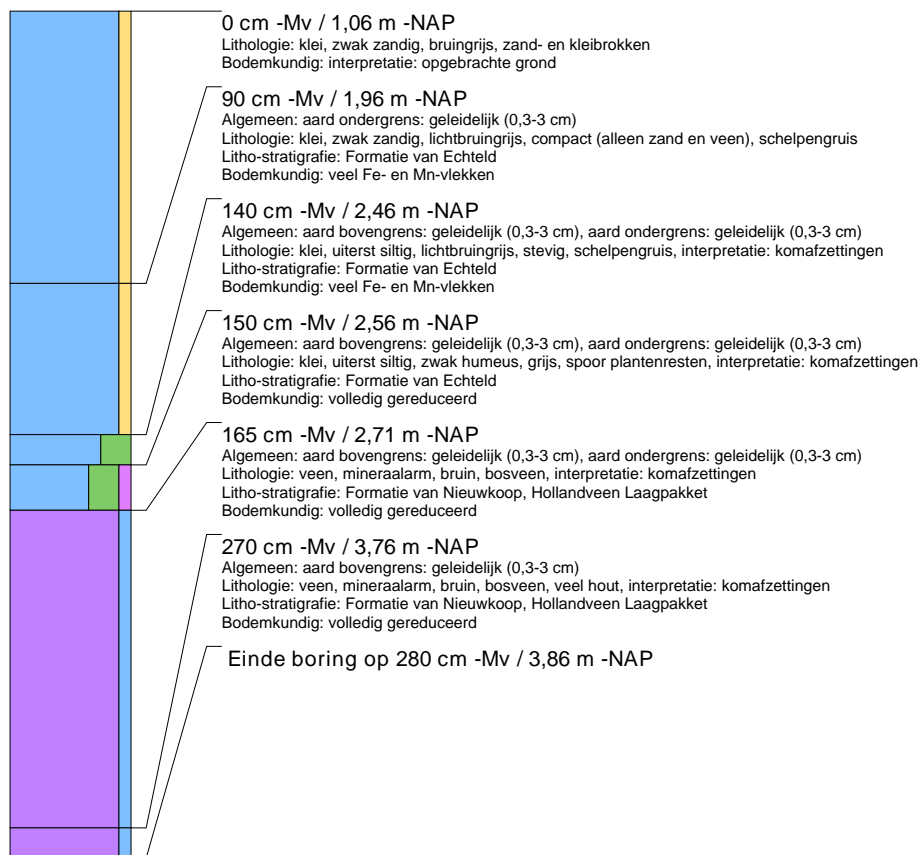 0 cm -Mv / 1,06 m -NAP
Lithologie: klei, zwak zandig, bruingrijs, zand- en kleibrokken
Bodemkundig: interpretatie: opgebrachte grond
90 cm -Mv / 1,96 m -NAP
Algemeen: aard ondergrens: geleidelijk (0,3-3 cm)
Lithologie: klei, zwak zandig, lichtbruingrijs, compact (alleen zand en veen), schelpengruis
Litho-stratigrafie: Formatie van Echteld
Bodemkundig: veel Fe- en Mn-vlekken
140 cm -Mv / 2,46 m -NAP
Algemeen: aard bovengrens: geleidelijk (0,3-3 cm), aard ondergrens: geleidelijk (0,3-3 cm)
Lithologie: klei, uiterst siltig, lichtbruingrijs, stevig, schelpengruis, interpretatie: komafzettingen
Litho-stratigrafie: Formatie van Echteld
Bodemkundig: veel Fe- en Mn-vlekken
150 cm -Mv / 2,56 m -NAP
Algemeen: aard bovengrens: geleidelijk (0,3-3 cm), aard ondergrens: geleidelijk (0,3-3 cm)
Lithologie: klei, uiterst siltig, zwak humeus, grijs, spoor plantenresten, interpretatie: komafzettingen
Litho-stratigrafie: Formatie van Echteld
Bodemkundig: volledig gereduceerd
165 cm -Mv / 2,71 m -NAP
Algemeen: aard bovengrens: geleidelijk (0,3-3 cm), aard ondergrens: geleidelijk (0,3-3 cm)
Lithologie: veen, mineraalarm, bruin, bosveen, interpretatie: komafzettingen
Litho-stratigrafie: Formatie van Nieuwkoop, Hollandveen Laagpakket
Bodemkundig: volledig gereduceerd
270 cm -Mv / 3,76 m -NAP
Algemeen: aard bovengrens: geleidelijk (0,3-3 cm)
Lithologie: veen, mineraalarm, bruin, bosveen, veel hout, interpretatie: komafzettingen
Litho-stratigrafie: Formatie van Nieuwkoop, Hollandveen Laagpakket
Bodemkundig: volledig gereduceerd
Einde boring op 280 cm -Mv / 3,86 m -NAP